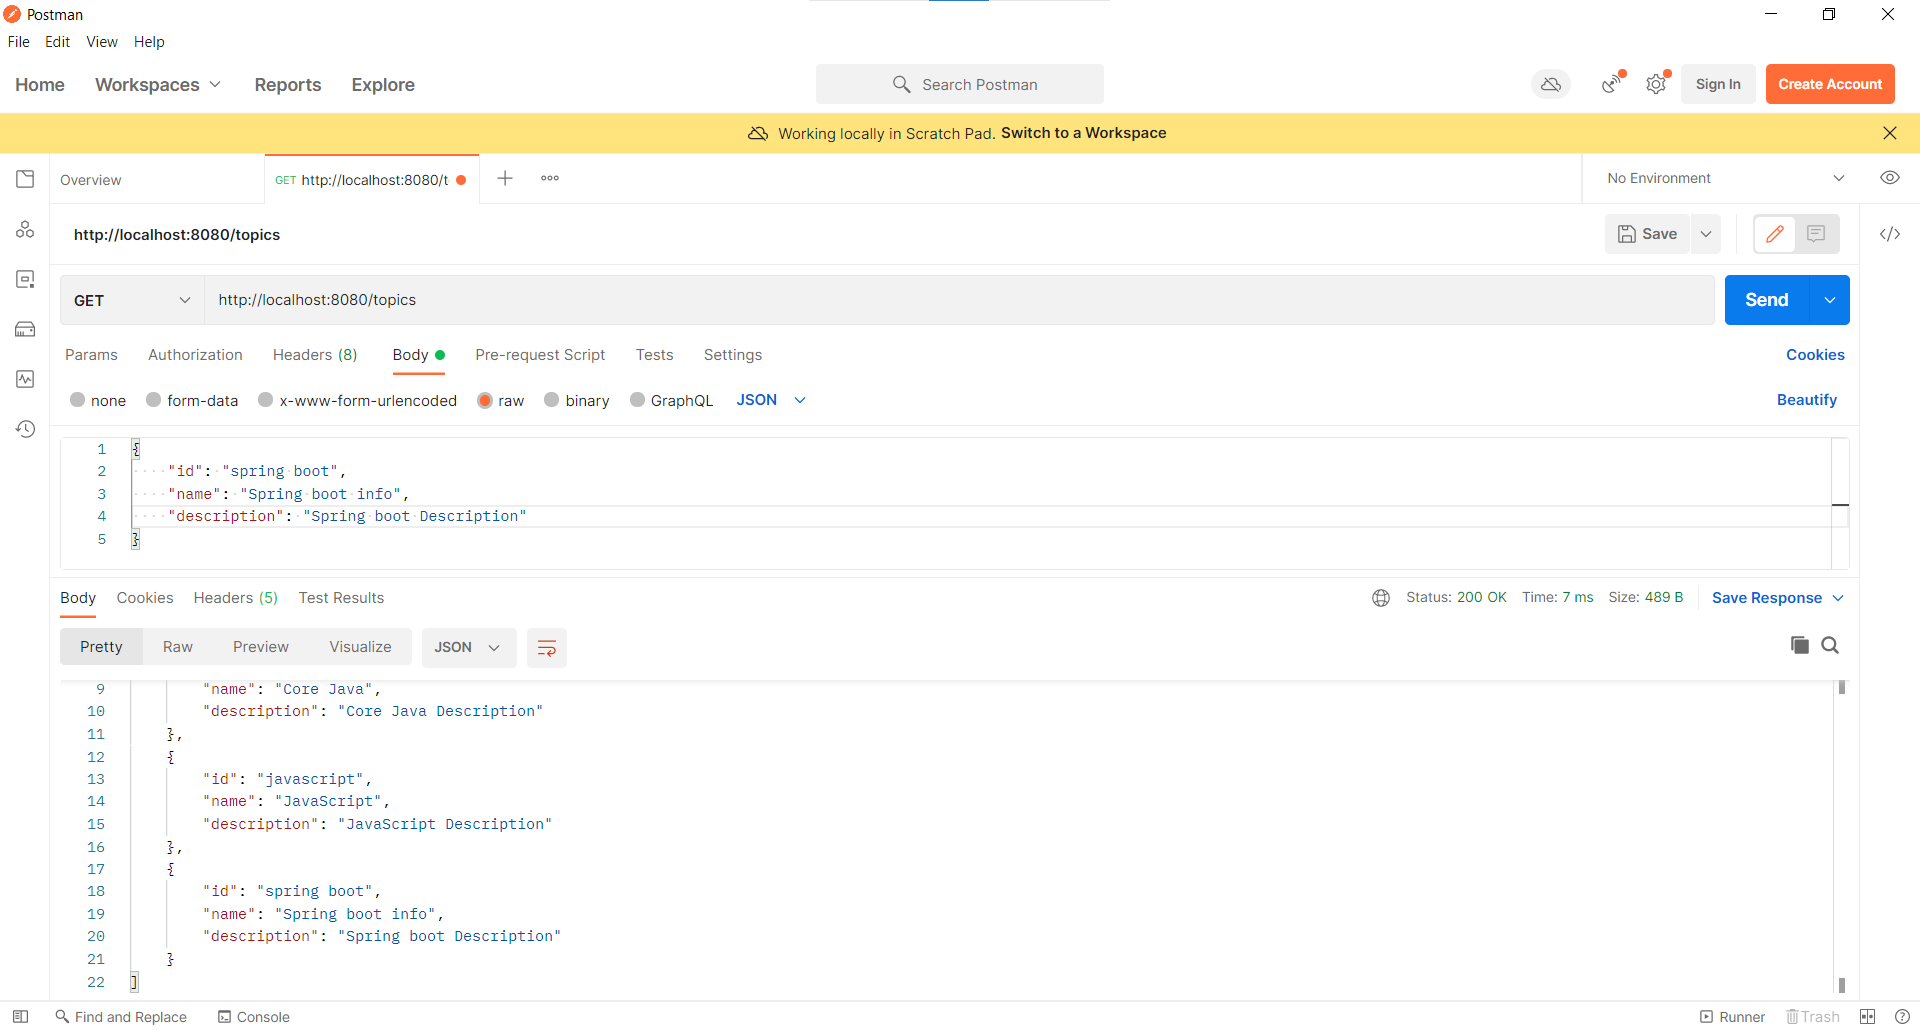 Postman
File Edit View Help
Home Workspaces Reports Explore Search Postman Sign In Create Account
Working locally in Scratch Pad. Switch to a Workspace
Overview GET http://localhost:8080/t No Environment
http://localhost:8080/topics Save
GET http://localhost:8080/topics Send
Params Authorization Headers (8) Body Pre-request Script Tests Settings Cookies
none form-data x-www-form-urlencoded raw binary GraphQL JSON Beautify
1 {
2 "id": "spring boot",
3 "name": "Spring boot info",
4 "description": "Spring boot Description"
5 }
Body Cookies Headers (5) Test Results Status: 200 OK Time: 7 ms Size: 489 B Save Response
Pretty Raw Preview Visualize JSON
9 "name": "Core Java",
10 "description": "Core Java Description"
11 },
12 {
13 "id": "javascript",
14 "name": "JavaScript",
15 "description": "JavaScript Description"
16 },
17 {
18 "id": "spring boot",
19 "name": "Spring boot info",
20 "description": "Spring boot Description"
21 }
22 ]
Find and Replace Console Runner Trash